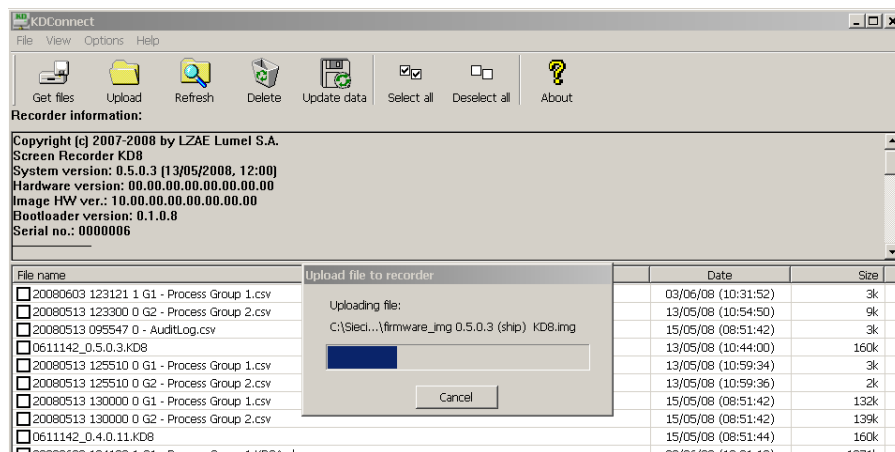 KDConnect
File View Options Help
Get files Upload Refresh Delete Update data Select all Deselect all About
Recorder information:
Copyright (c) 2007-2008 by LZAE Lumel S.A.
Screen Recorder KD8
System version: 0.5.0.3 (13/05/2008, 12:00)
Hardware version: 00.00.00.00.00.00.00.00
Image HW ver.: 10.00.00.00.00.00.00.00
Bootloader version: 0.1.0.8
Serial no.: 0000006
File name Date Size
20080603 123121 1 G1 - Process Group 1.csv 03/06/08 (10:31:52) 3k
20080513 123300 0 G2 - Process Group 2.csv 13/05/08 (10:54:50) 9k
20080513 095547 0 - AuditLog.csv 15/05/08 (08:51:42) 3k
0611142_0.5.0.3.KD8 13/05/08 (10:44:00) 160k
20080513 125510 0 G1 - Process Group 1.csv 13/05/08 (10:59:34) 3k
20080513 125510 0 G2 - Process Group 2.csv 13/05/08 (10:59:36) 2k
20080513 130000 0 G1 - Process Group 1.csv 15/05/08 (08:51:42) 132k
20080513 130000 0 G2 - Process Group 2.csv 15/05/08 (08:51:42) 139k
0611142_0.4.0.11.KD8 15/05/08 (08:51:44) 160k
Upload file to recorder
Uploading file:
C:\Sieci...\firmware_img 0.5.0.3 (ship) KD8.img
Cancel